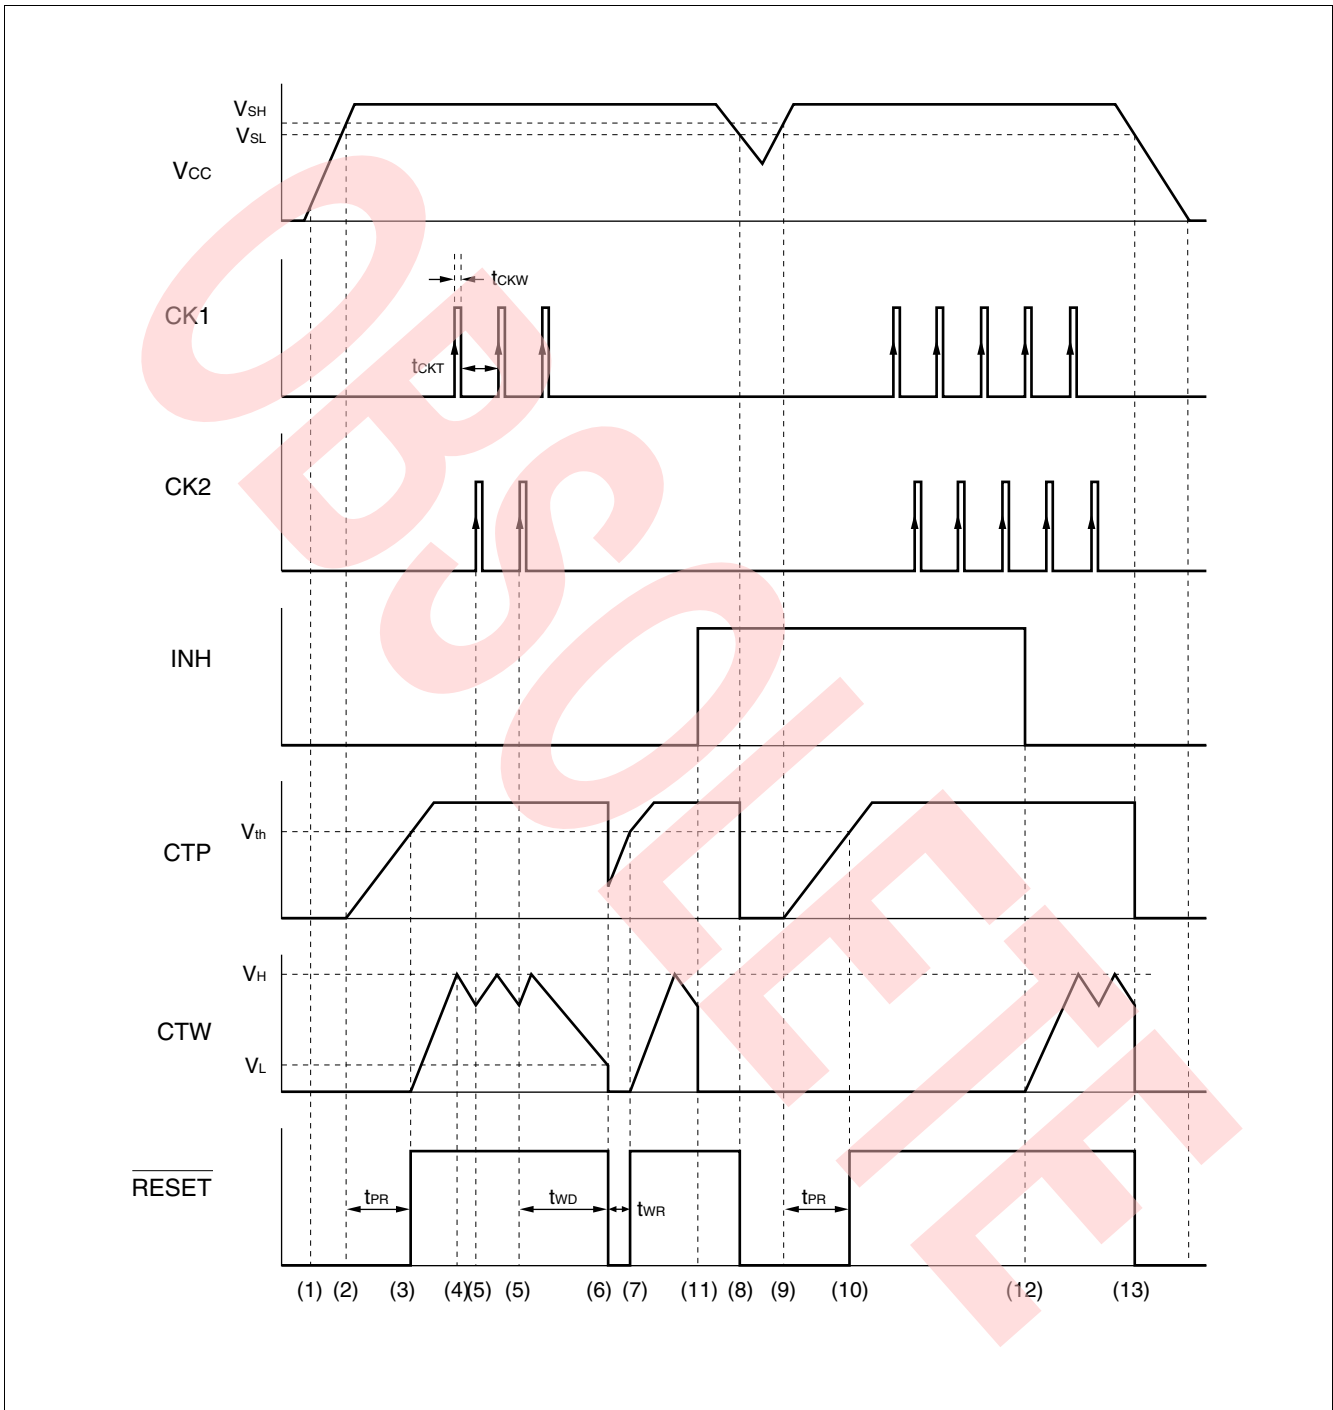 VSH
VSL
VCC
tCKW
CK1
tCKT
CK2
INH
Vth
CTP
VH
CTW
VL
RESET
tPR
tWD
tWR
tPR
(1) (2) (3) (4)(5) (5) (6) (7) (11) (8) (9) (10) (12) (13)
OBSOLETE